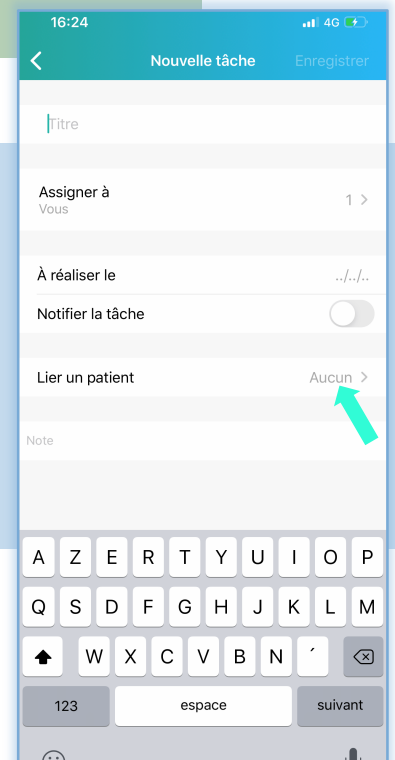 16:24 4G
Nouvelle tâche Enregistrer
Titre
Assigner à
Vous
1
À réaliser le ../../..
Notifier la tâche
Lier un patient Aucun
Note
A Z E R T Y U I O P
Q S D F G H J K L M
W X C V B N ´
123 espace suivant